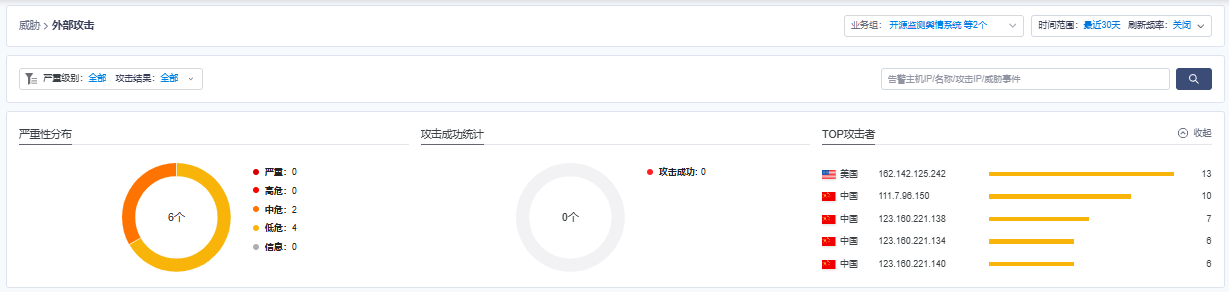 威胁 > 外部攻击
业务组： 开源监测舆情系统 等2个
时间范围：最近30天 刷新频率：关闭
严重级别：全部 攻击结果：全部
告警主机IP/名称/攻击IP/威胁事件
严重性分布
6个
严重：0
高危：0
中危：2
低危：4
信息：0
攻击成功统计
0个
攻击成功：0
TOP攻击者
收起
美国 162.142.125.242 13
中国 111.7.96.150 10
中国 123.160.221.138 7
中国 123.160.221.134 6
中国 123.160.221.140 6